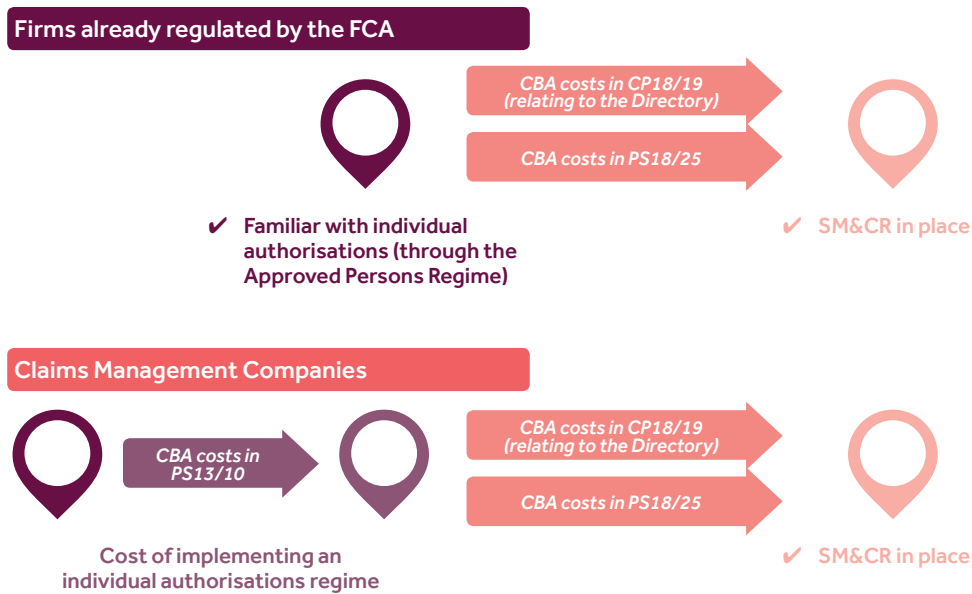 Firms already regulated by the FCA
CBA costs in CP18/19
(relating to the Directory)
CBA costs in PS18/25
✔ Familiar with individual
authorisations (through the
Approved Persons Regime)
✔ SM&CR in place
Claims Management Companies
CBA costs in
PS13/10
CBA costs in CP18/19
(relating to the Directory)
CBA costs in PS18/25
Cost of implementing an
individual authorisations regime
✔ SM&CR in place